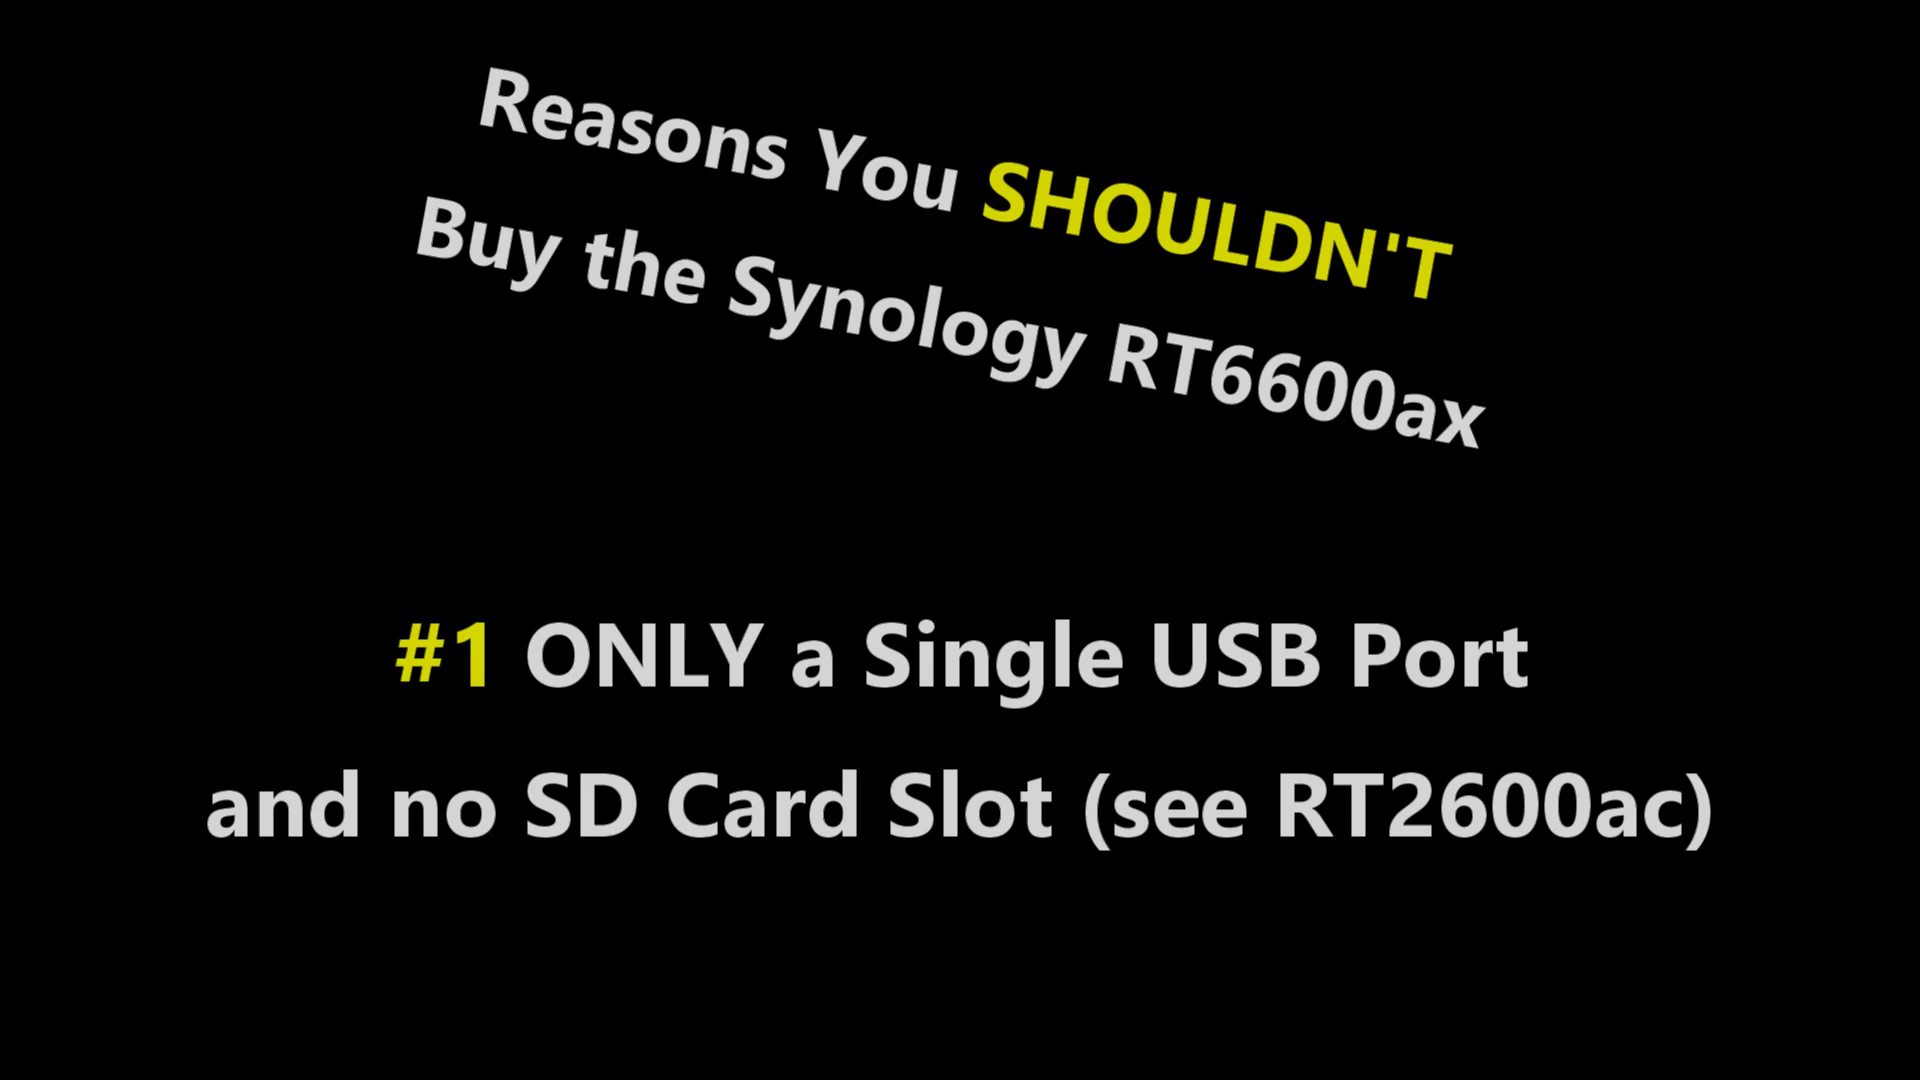 Reasons You SHOULDN'T
Buy the Synology RT6600ax
#1 ONLY a Single USB Port
and no SD Card Slot (see RT2600ac)